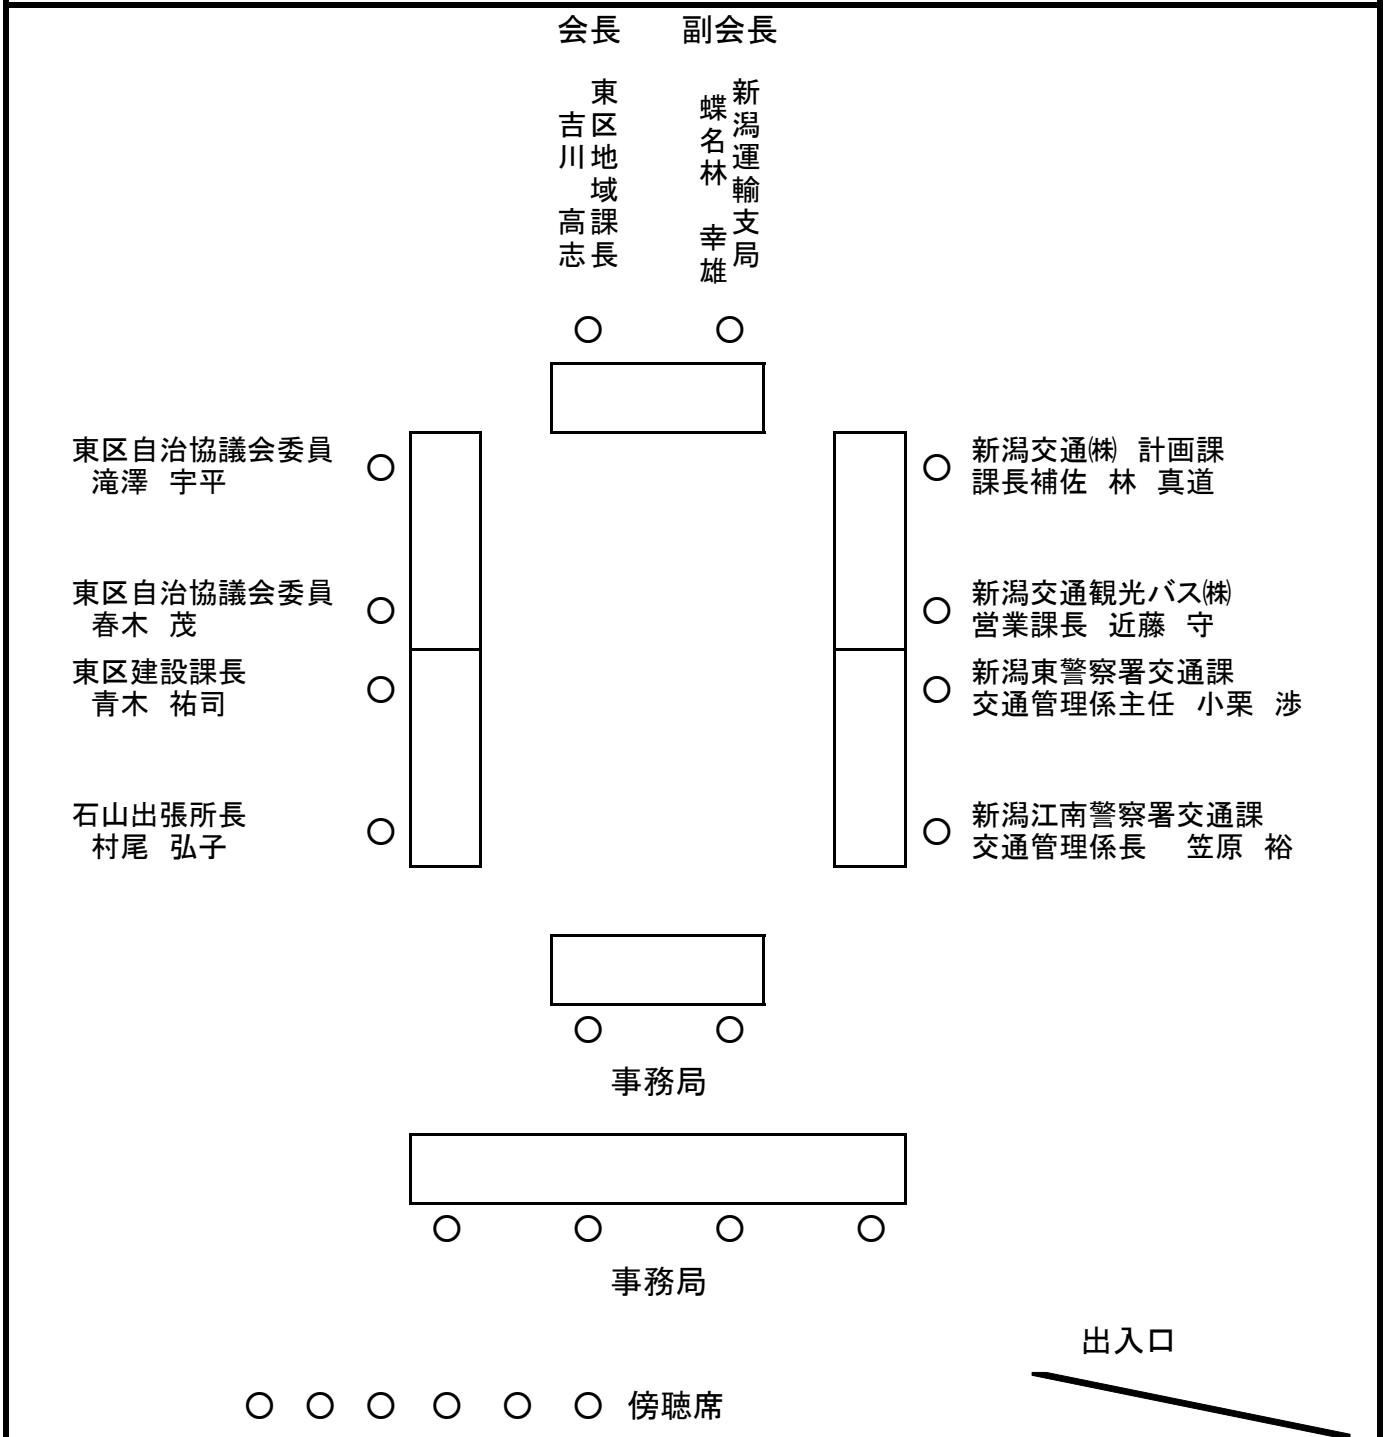 会長　副会長
東区地域課長
吉川　高志
新潟運輸支局
蝶名林　幸雄
東区自治協議会委員
滝澤　宇平
東区自治協議会委員
春木　茂
東区建設課長
青木　祐司
石山出張所長
村尾　弘子
新潟交通㈱　計画課
課長補佐　林　真道
新潟交通観光バス㈱
営業課長　近藤　守
新潟東警察署交通課
交通管理係主任　小栗　渉
新潟江南警察署交通課
交通管理係長　笠原　裕
事務局
事務局
出入口
傍聴席